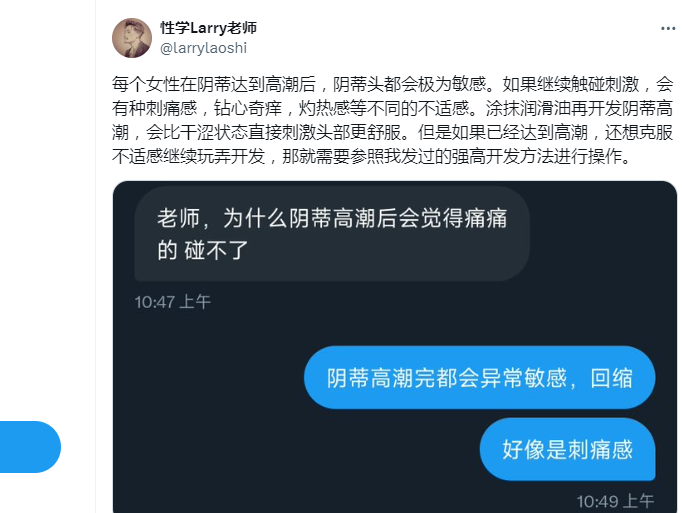 性学Larry老师
@larrylaoshi
每个女性在阴蒂达到高潮后，阴蒂头都会极为敏感。如果继续触碰刺激，会
有种刺痛感，钻心奇痒，灼热感等不同的不适感。涂抹润滑油再开发阴蒂高
潮，会比干涩状态直接刺激头部更舒服。但是如果已经达到高潮，还想克服
不适感继续玩弄开发，那就需要参照我发过的强高开发方法进行操作。
老师，为什么阴蒂高潮后会觉得痛痛
的 碰不了
10:47 上午
阴蒂高潮完都会异常敏感，回缩
好像是刺痛感
10:49 上午